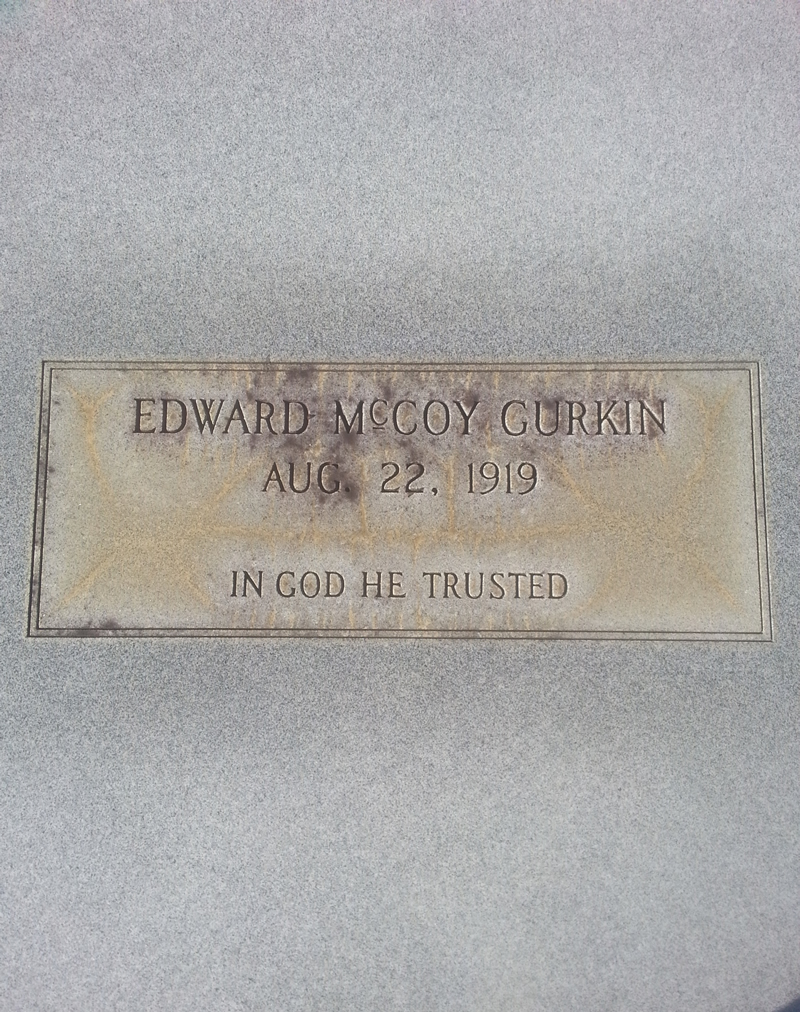 EDWARD McCOY GURKIN
AUG. 22, 1919
IN GOD HE TRUSTED